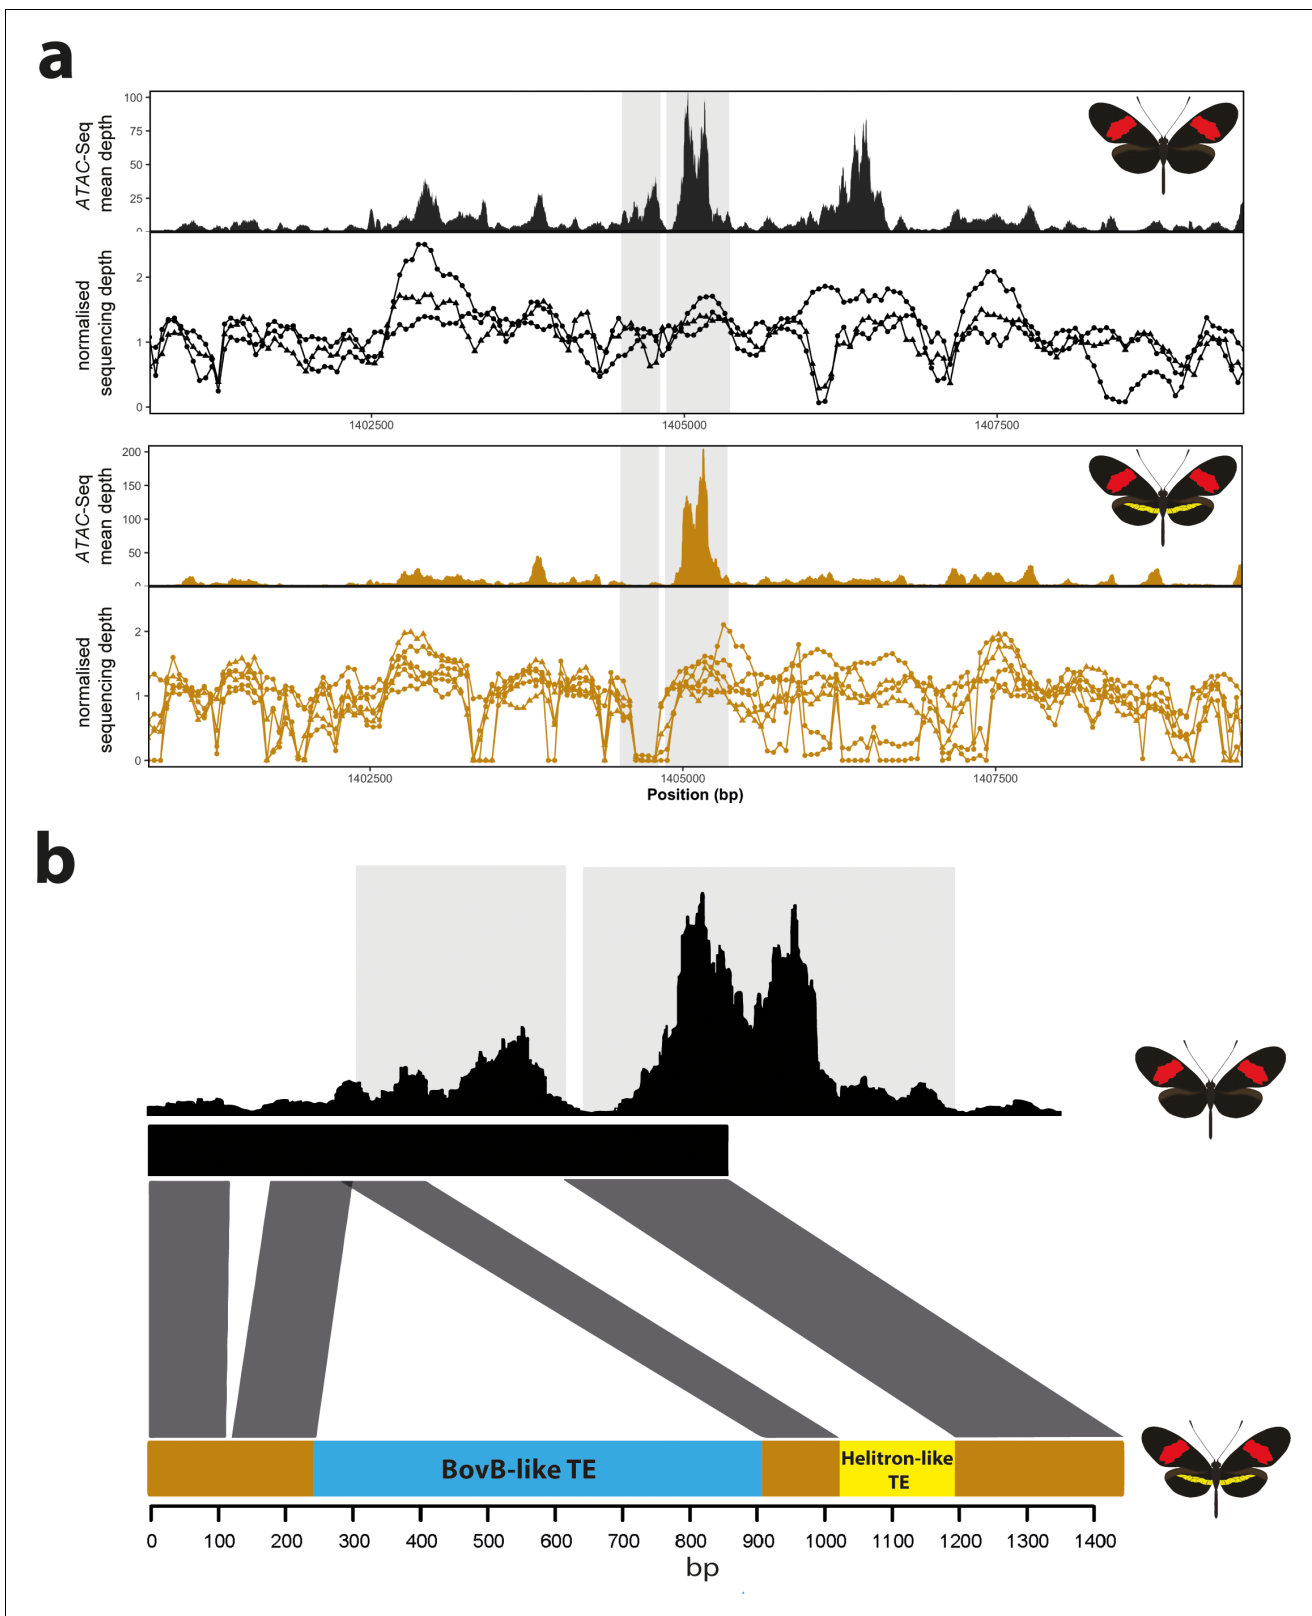 a
ATAC-Seq
mean depth
100
75
50
25
0
normalised
sequencing depth
2
1
0
1402500
1405000
1407500
ATAC-Seq
mean depth
200
150
100
50
0
normalised
sequencing depth
2
1
0
1402500
1405000
1407500
Position (bp)
b
BovB-like TE
Helitron-like
TE
0 100 200 300 400 500 600 700 800 900 1000 1100 1200 1300 1400
bp